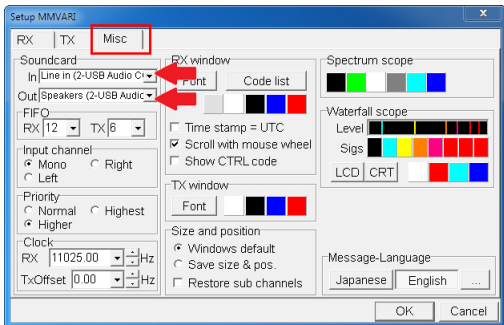 Setup MMVARI
x
RX
TX
Misc
Soundcard
In Line in (2-USB Audio
Out Speakers (2-USB Audic
FIFO
RX 12
TX 6
Input channel
Mono
Right
Left
Priority
Normal
Highest
Higher
Clock
RX 11025.00 Hz
TxOffset 0.00 Hz
RX window
Font
Code list
Time stamp = UTC
Scroll with mouse wheel
Show CTRL code
TX window
Font
Size and position
Windows default
Save size & pos.
Restore sub channels
Spectrum scope
Waterfall scope
Level
Sigs
LCD
CRT
Message-Language
Japanese
English
...
OK
Cancel